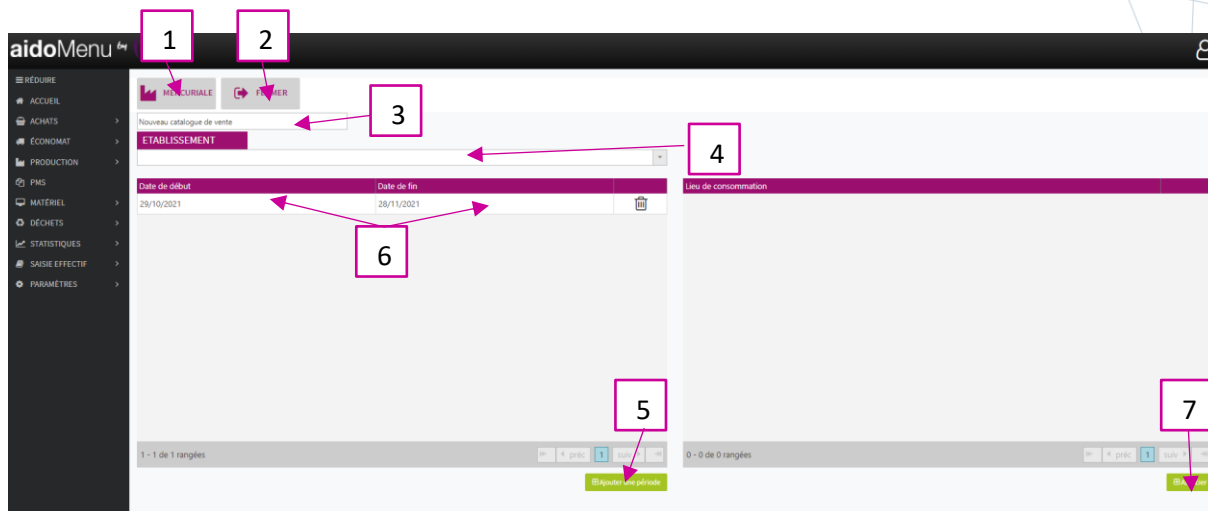 1 2
aidoMenu by
RÉDUIRE
ACCUEIL
ACHATS
ÉCONOMAT
PRODUCTION
PMS
MATÉRIEL
DÉCHETS
STATISTIQUES
SAISIE EFFECTIF
PARAMÈTRES
MERCURIALE FERMER
Nouveau catalogue de vente
3
ETABLISSEMENT
4
Date de début Date de fin
29/10/2021 28/11/2021
6
5
1 - 1 de 1 rangées préc 1 suiv
Ajouter une période
Lieu de consommation
7
0 - 0 de 0 rangées préc 1 suiv